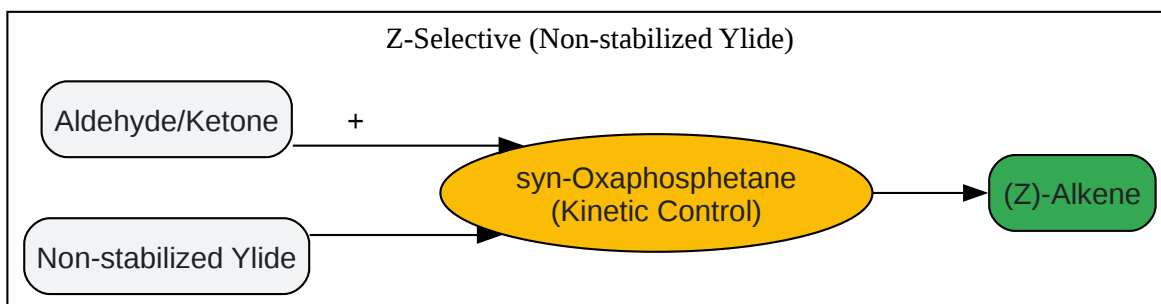 Z-Selective (Non-stabilized Ylide)
Aldehyde/Ketone
+
syn-Oxaphosphetane
(Kinetic Control)
(Z)-Alkene
Non-stabilized Ylide